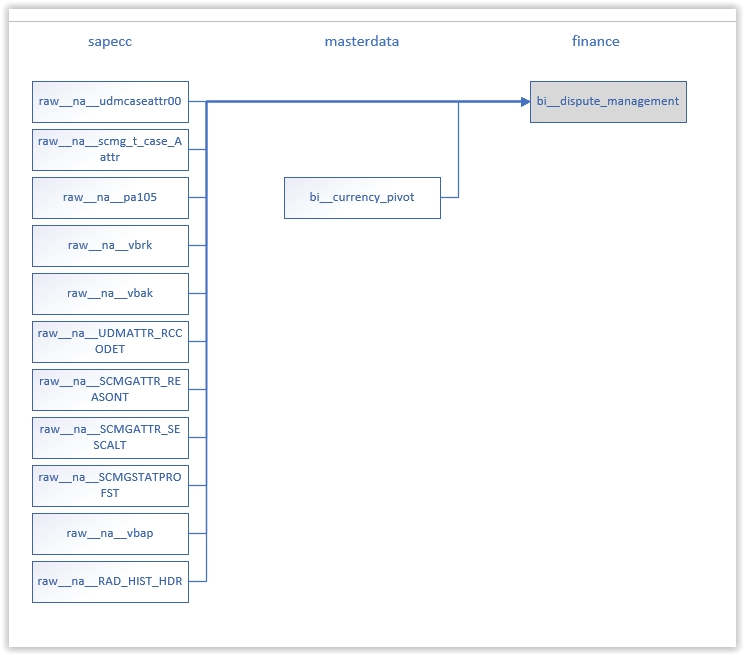 sapecc
masterdata
finance
raw__na__udmcaseattr00
bi__dispute_management
raw__na__scmg_t_case_A
attr
raw__na__pa105
bi__currency_pivot
raw__na__vbrk
raw__na__vbak
raw__na__UDMATTR_RCC
ODET
raw__na__SCMGATTR_RE
ASONT
raw__na__SCMGATTR_SE
SCALT
raw__na__SCMGSTATPRO
FST
raw__na__vbap
raw__na__RAD_HIST_HDR